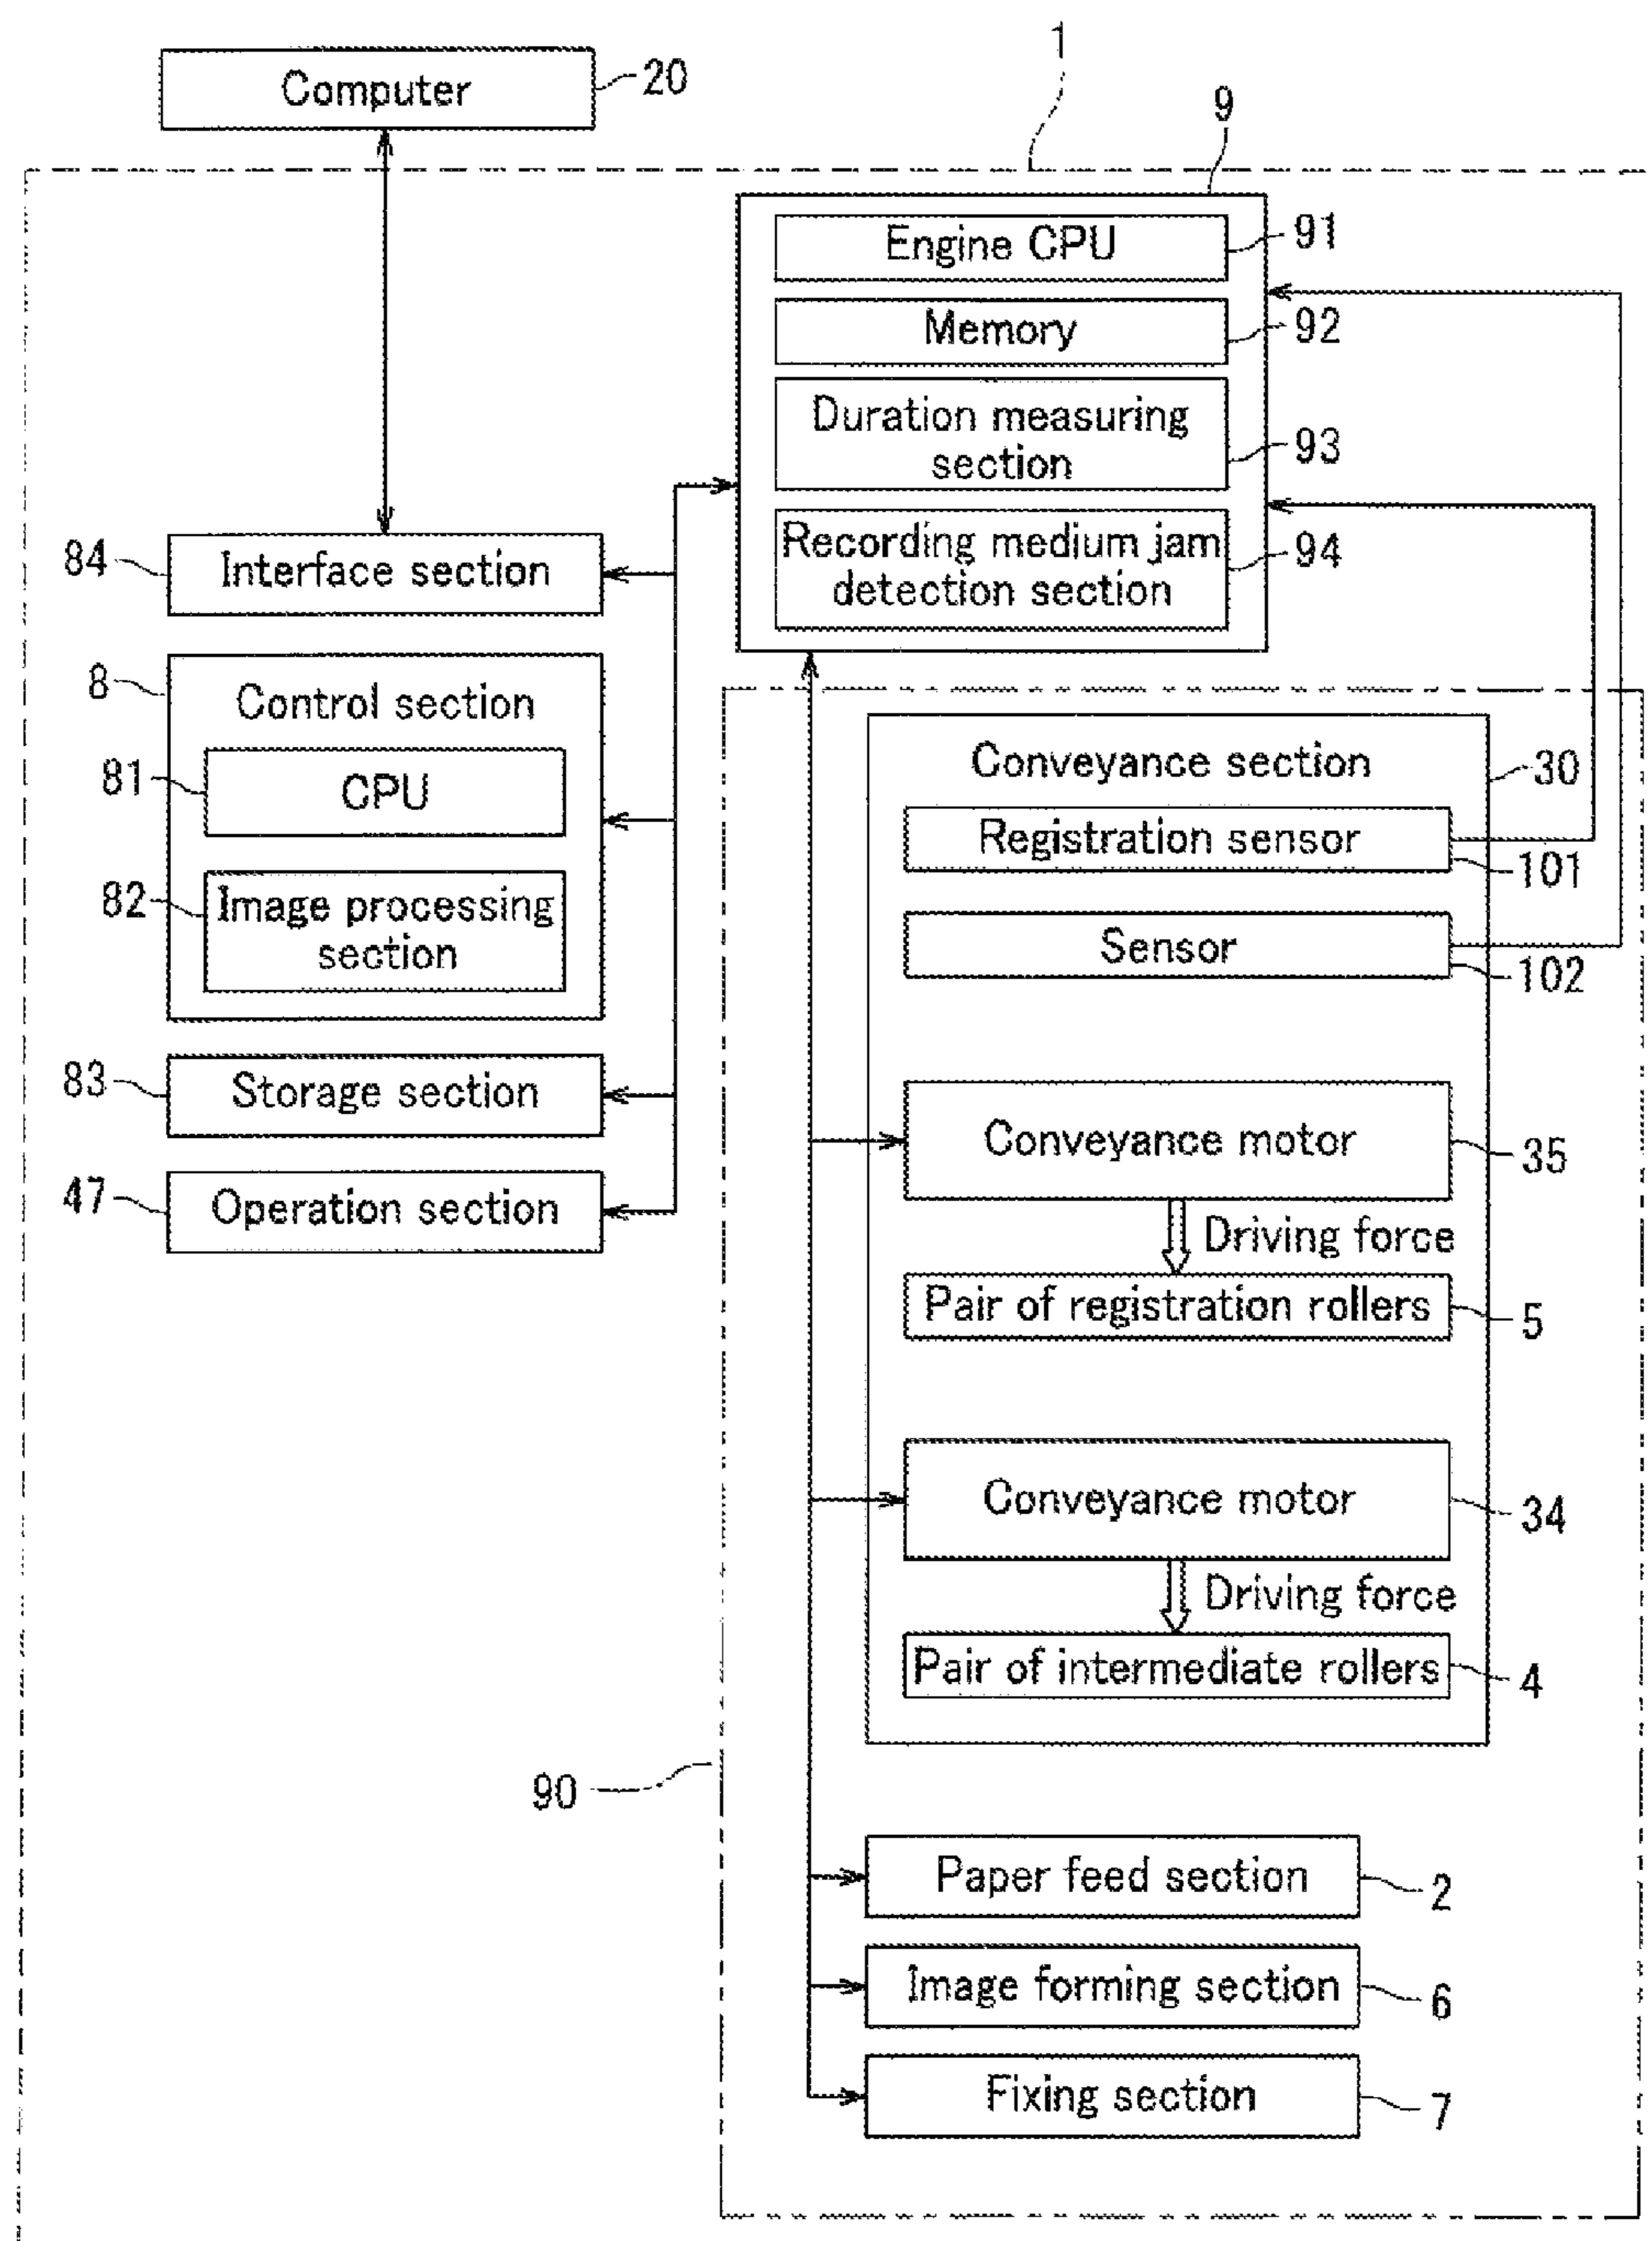 1
Computer
20
9
Engine CPU
91
Memory
92
Duration measuring
section
93
Recording medium jam
detection section
94
84
Interface section
8
Control section
81
CPU
82
Image processing
section
83
Storage section
47
Operation section
Conveyance section
30
Registration sensor
101
Sensor
102
Conveyance motor
35
Driving force
Pair of registration rollers
5
Conveyance motor
34
Driving force
Pair of intermediate rollers
4
90
Paper feed section
2
Image forming section
6
Fixing section
7